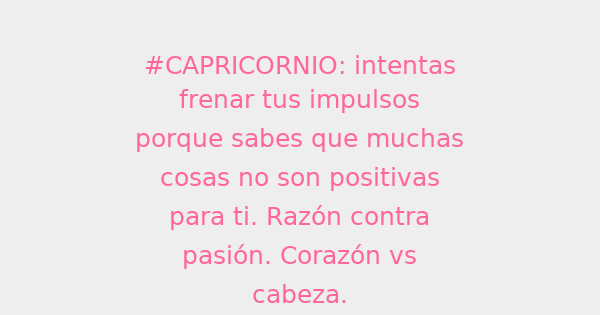 #CAPRICORNIO: intentas
frenar tus impulsos
porque sabes que muchas
cosas no son positivas
para ti. Razón contra
pasión. Corazón vs
cabeza.